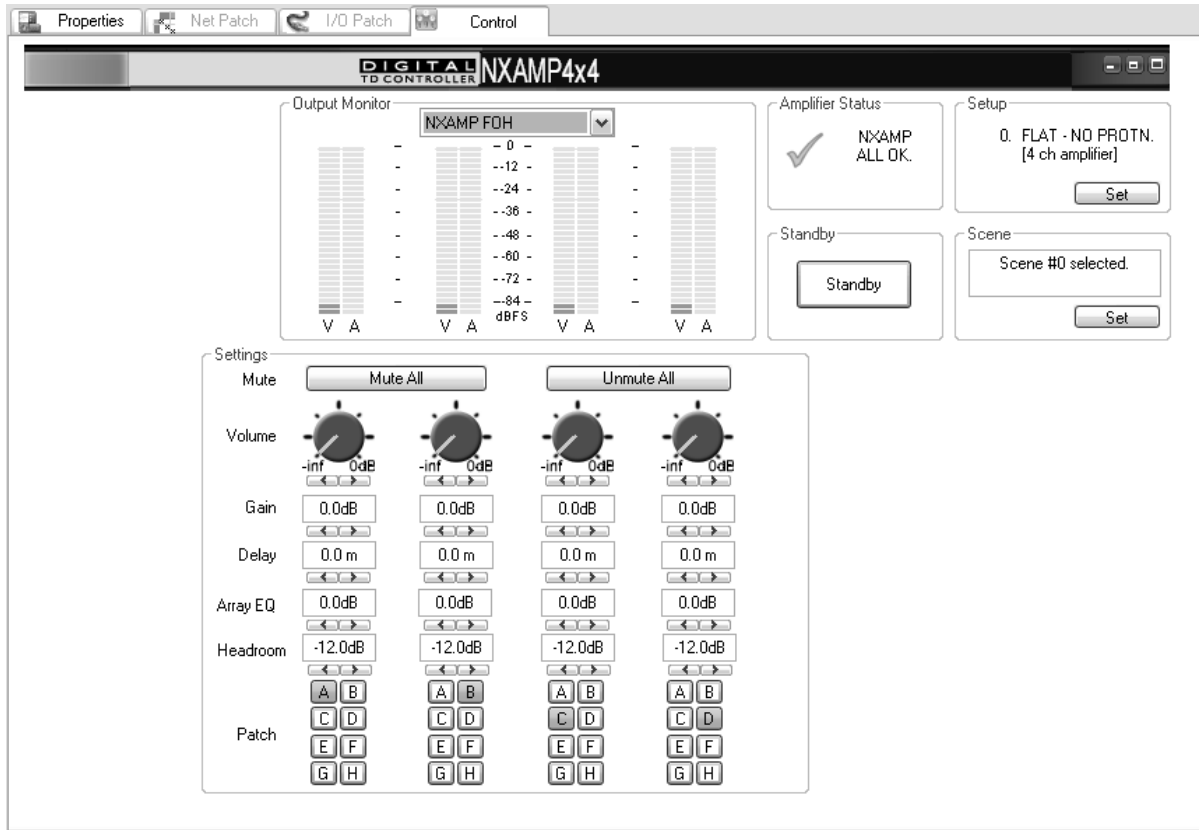 Properties Net Patch I/O Patch Control
DIGITAL
TD CONTROLLER NXAMP4x4
Output Monitor
NXAMP FOH
- 0 -
--12 -
--24 -
--36 -
--48 -
--60 -
--72 -
--84 -
dBFS
V A V A V A V A
Amplifier Status
NXAMP
ALL OK.
Setup
0. FLAT - NO PROTN.
[4 ch amplifier]
Set
Standby
Standby
Scene
Scene #0 selected.
Set
Settings
Mute Mute All Unmute All
Volume
-inf 0dB -inf 0dB -inf 0dB -inf 0dB
Gain 0.0dB 0.0dB 0.0dB 0.0dB
Delay 0.0 m 0.0 m 0.0 m 0.0 m
Array EQ 0.0dB 0.0dB 0.0dB 0.0dB
Headroom -12.0dB -12.0dB -12.0dB -12.0dB
Patch
A B A B A B A B
C D C D C D C D
E F E F E F E F
G H G H G H G H